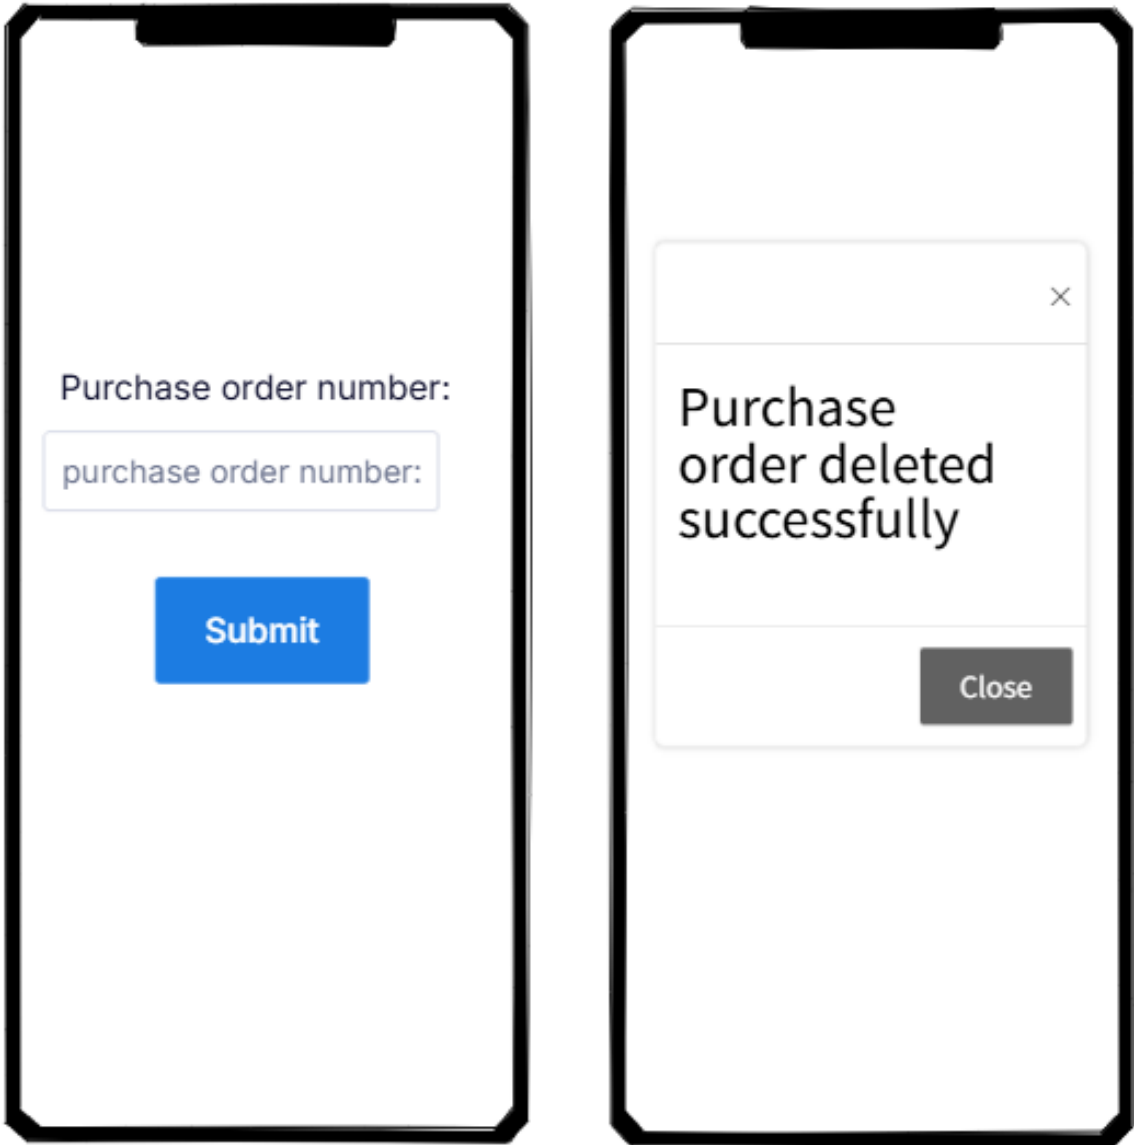 Purchase order number:
purchase order number:
Submit
×
Purchase
order deleted
successfully
Close